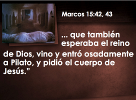 Marcos 15:42, 43
... que también
esperaba el reino
de Dios, vino y entró osadamente
a Pilato, y pidió el cuerpo de
Jesús."